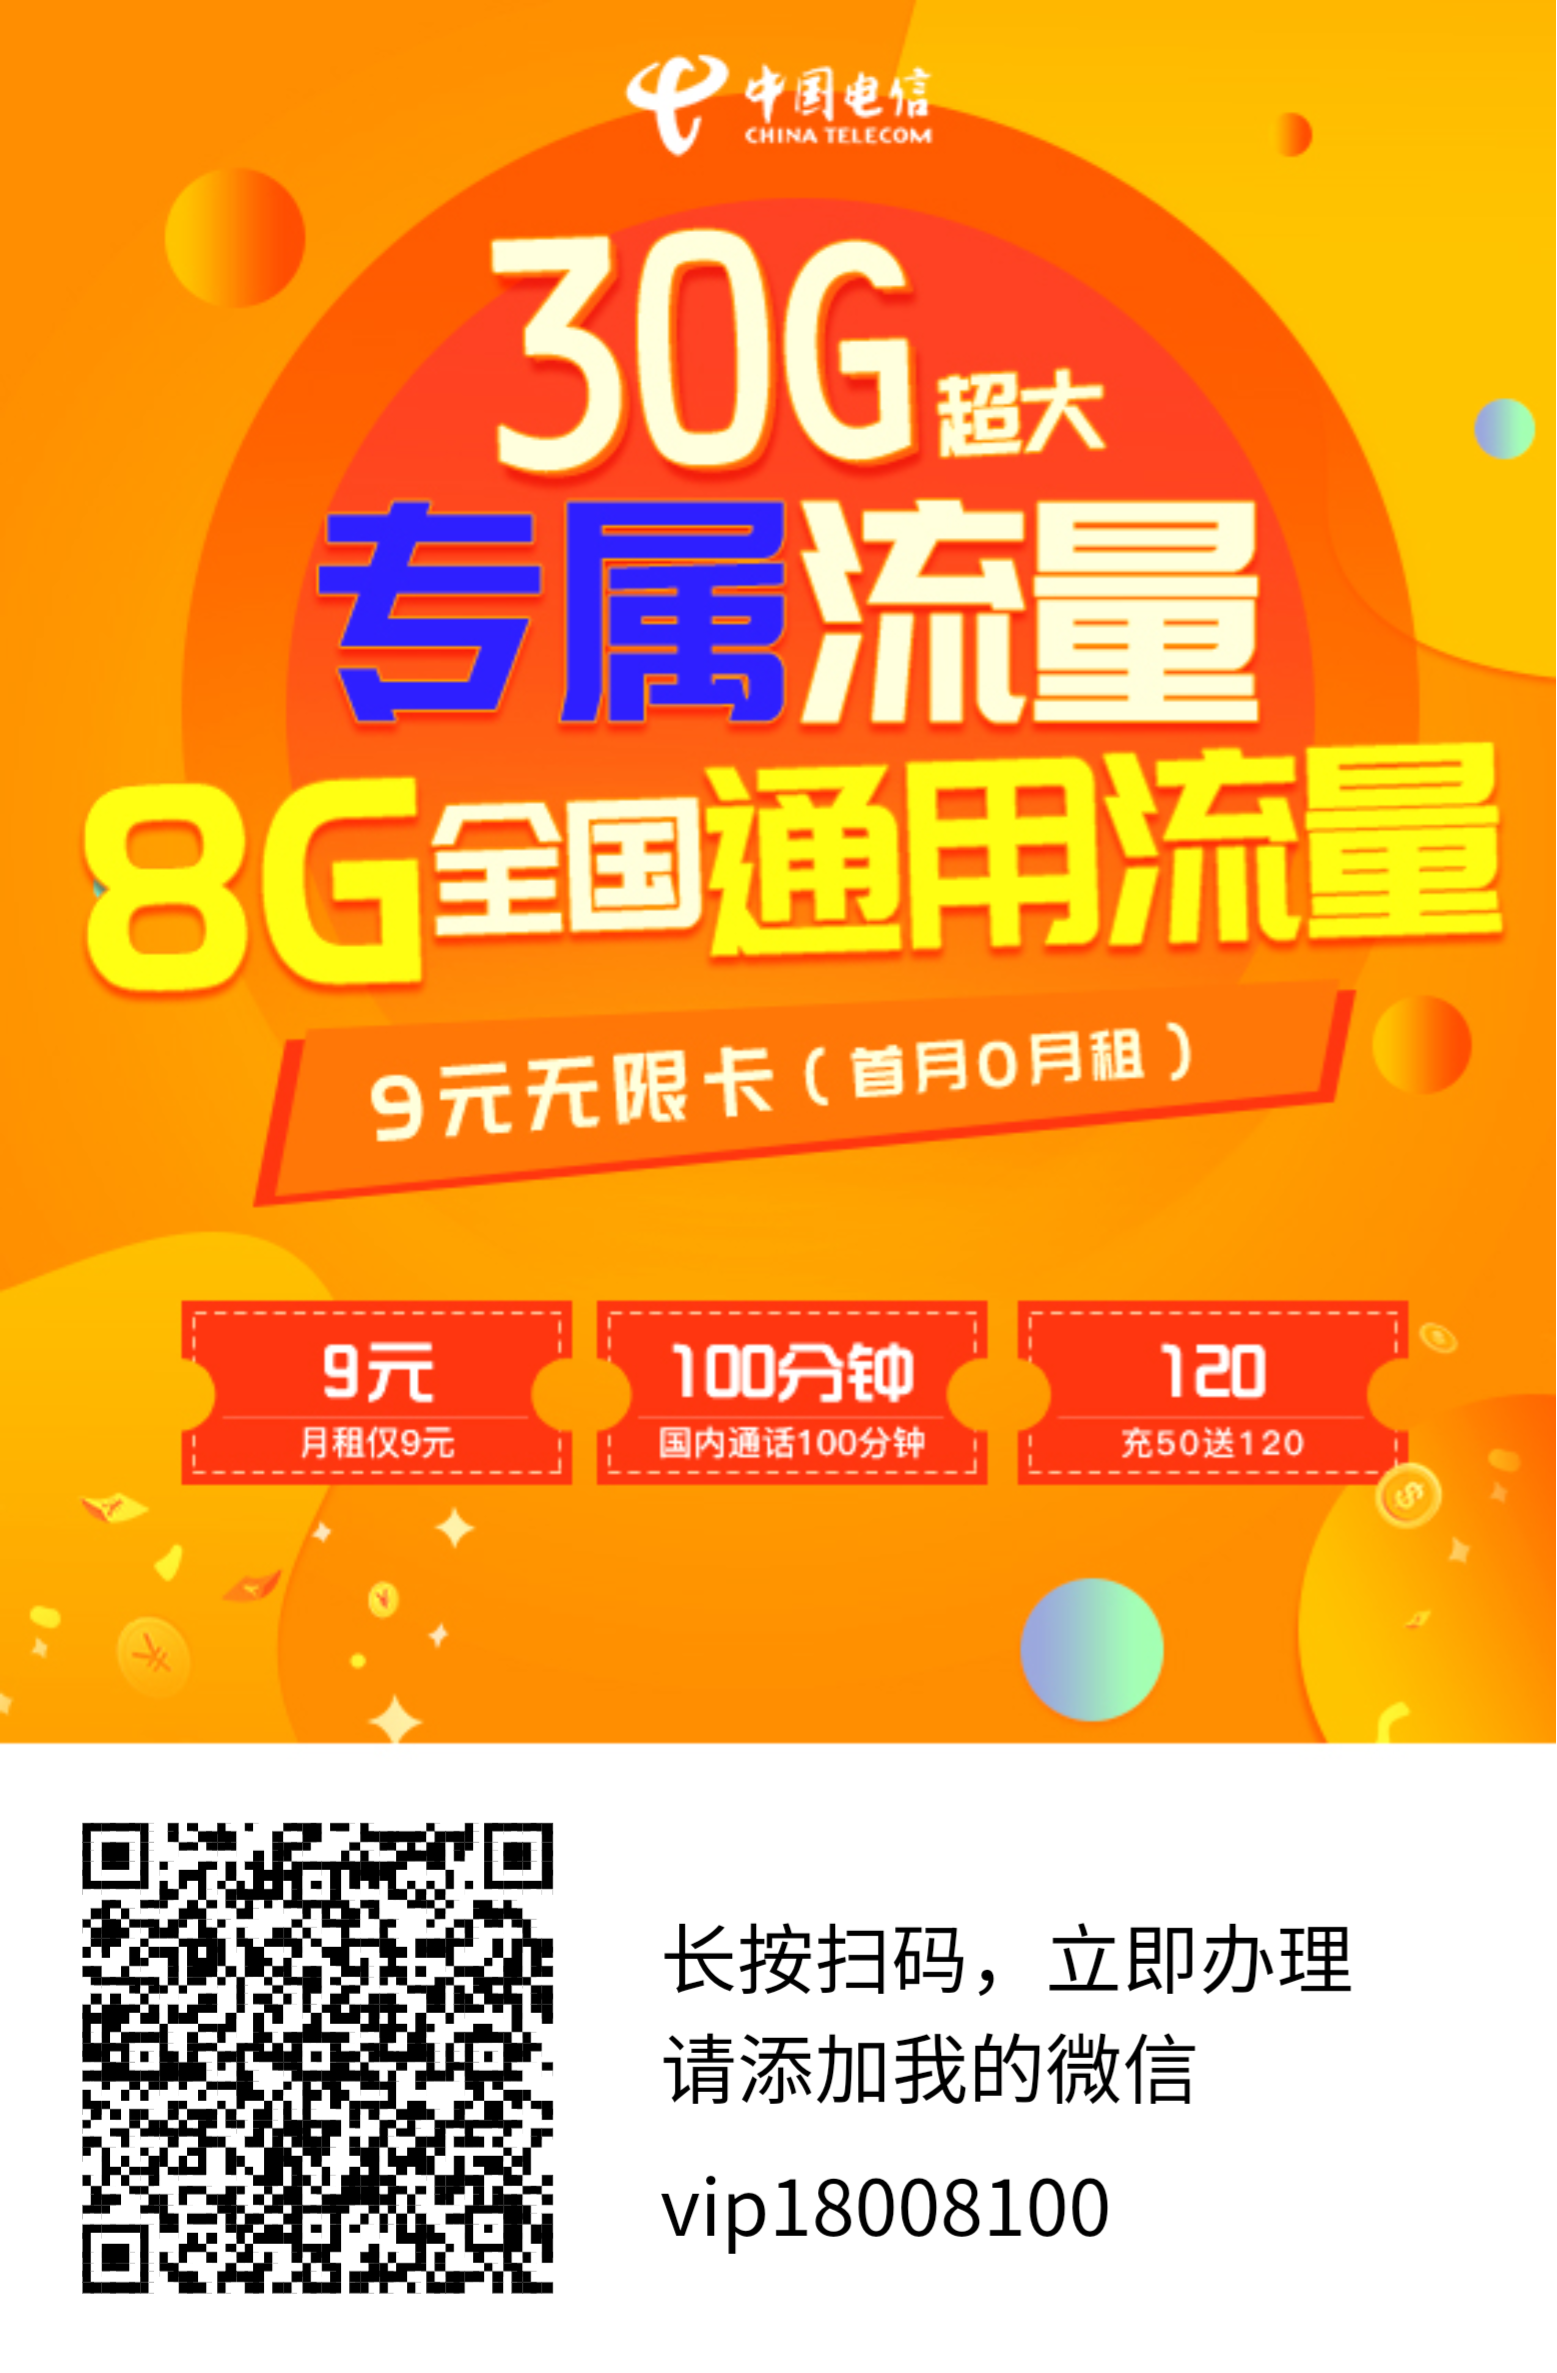 中国电信
CHINA TELECOM
30G超大
专属流量
8G全国通用流量
9元无限卡（首月0月租）
9元
月租仅9元
100分钟
国内通话100分钟
120
充50送120
长按扫码，立即办理
请添加我的微信
vip18008100